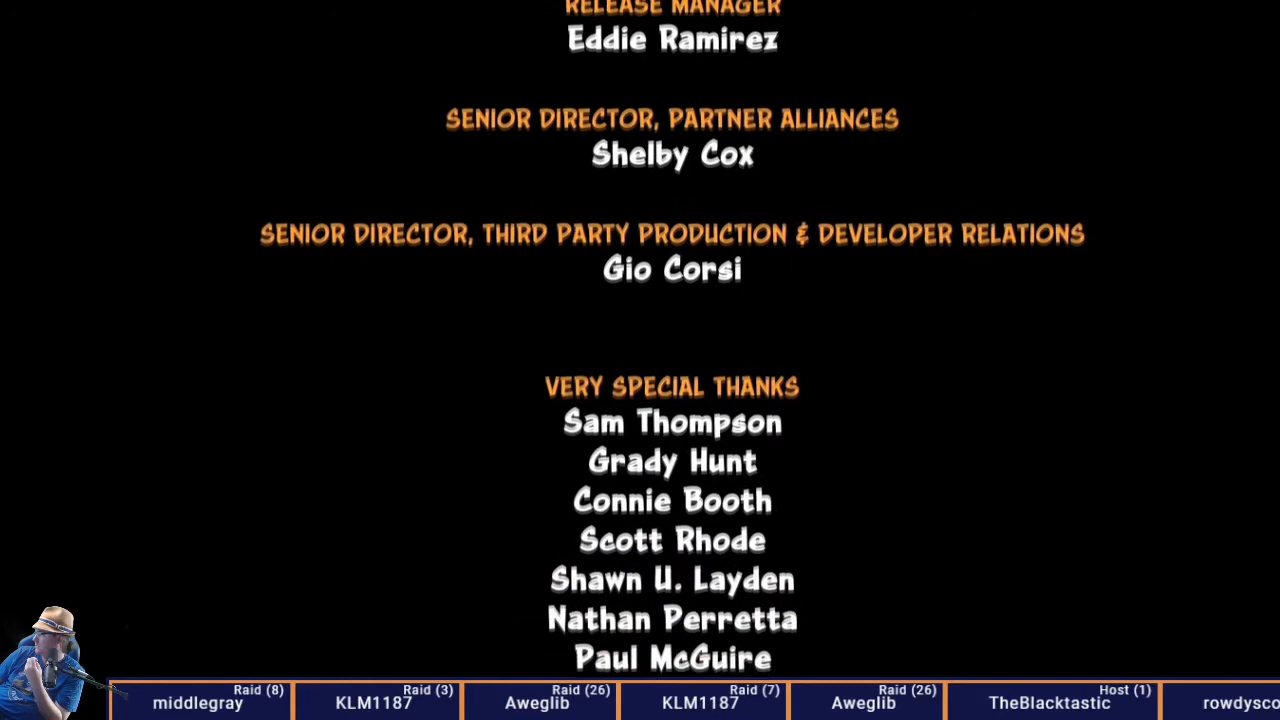 RELEASE MANAGER
Eddie Ramirez
SENIOR DIRECTOR, PARTNER ALLIANCES
Shelby Cox
SENIOR DIRECTOR, THIRD PARTY PRODUCTION & DEVELOPER RELATIONS
Gio Corsi
VERY SPECIAL THANKS
Sam Thompson
Grady Hunt
Connie Booth
Scott Rhode
Shawn U. Layden
Nathan Perretta
Paul McGuire
Raid (8)
middlegray
Raid (3)
KLM1187
Raid (26)
Aweglib
Raid (7)
KLM1187
Raid (26)
Aweglib
Host (1)
TheBlacktastic
rowdysco